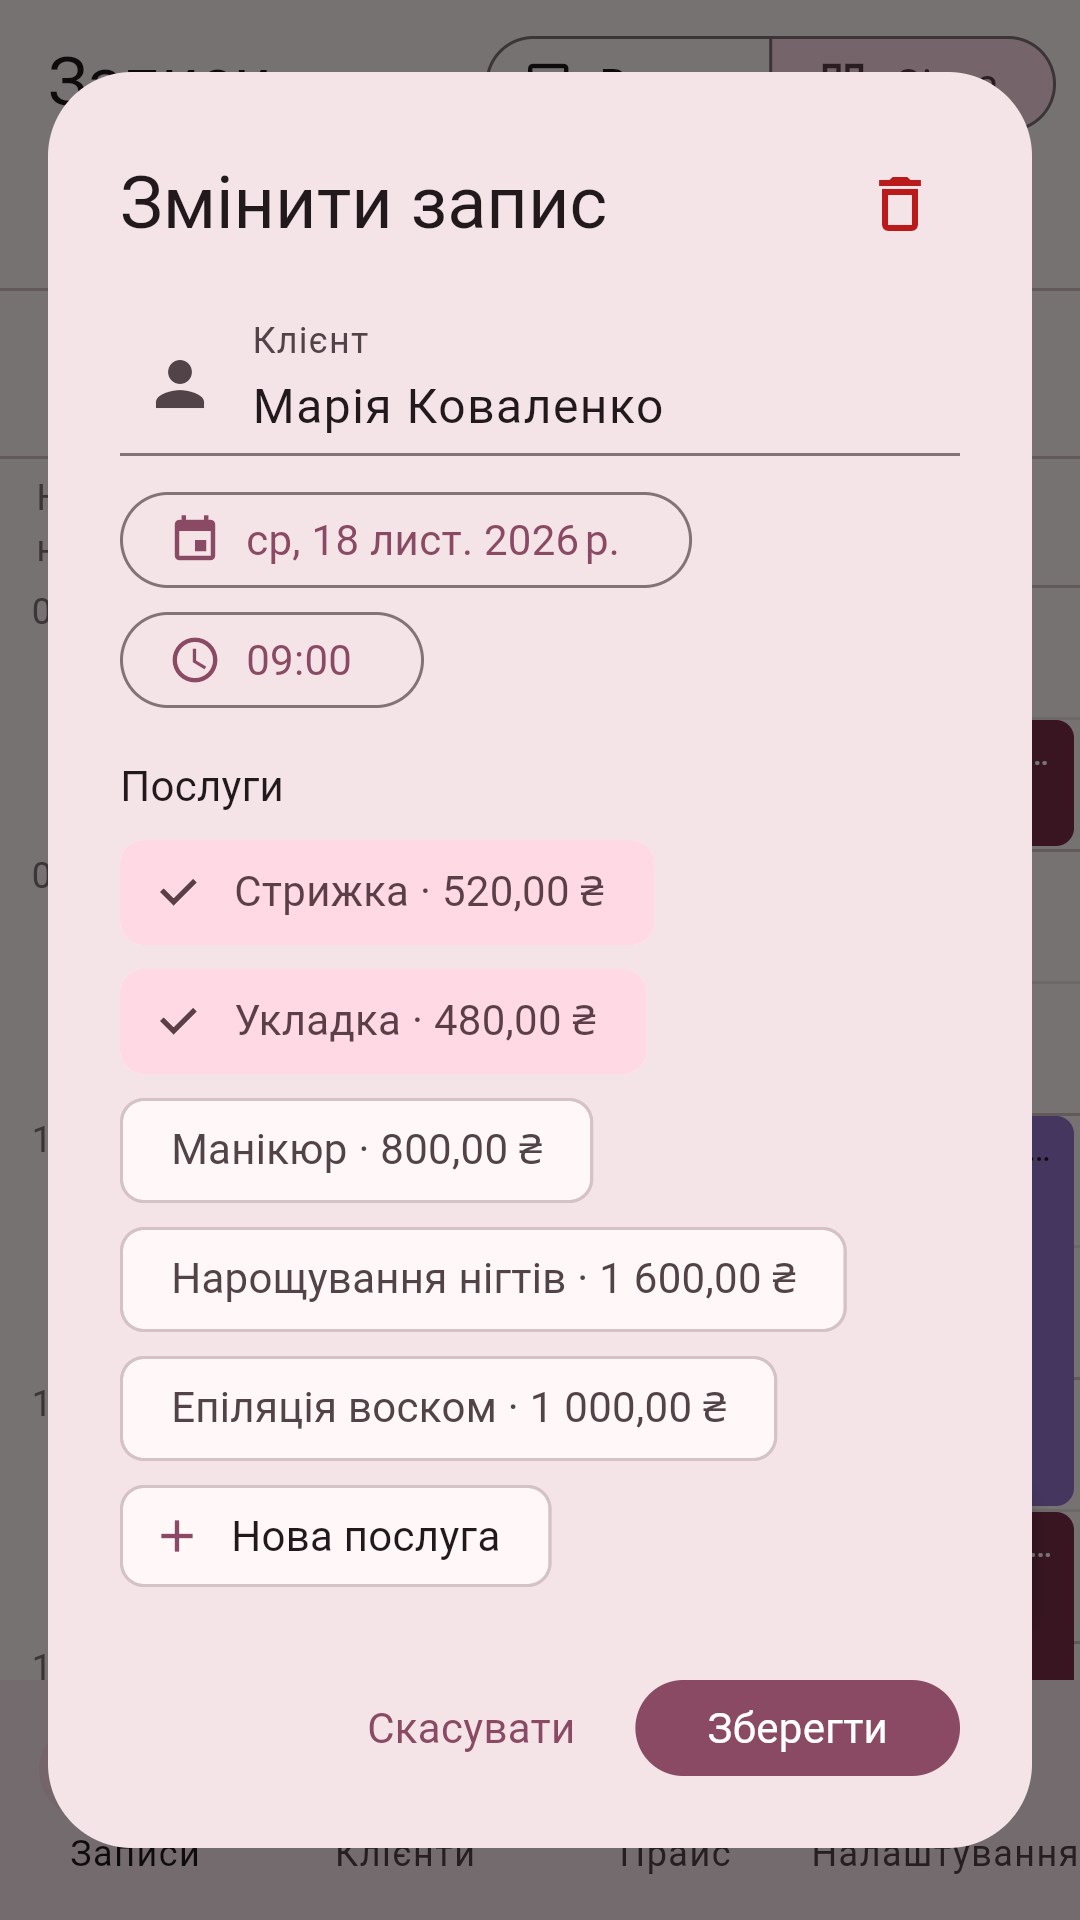 Змінити запис
Клієнт
Марія Коваленко
ср, 18 лист. 2026 р.
09:00
Послуги
Стрижка · 520,00 ₴
Укладка · 480,00 ₴
Манікюр · 800,00 ₴
Нарощування нігтів · 1 600,00 ₴
Епіляція воском · 1 000,00 ₴
Нова послуга
Скасувати
Зберегти
Записи
Клієнти
Прайс
Налаштування